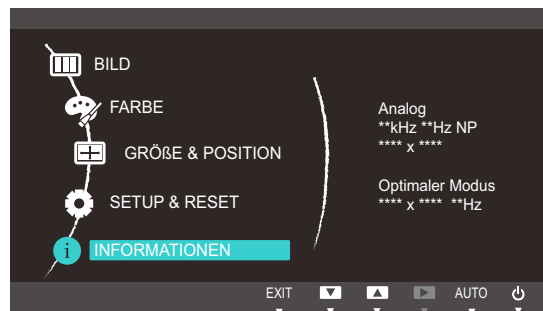 BILD
FARBE
GRÖßE & POSITION
SETUP & RESET
i INFORMATIONEN
Analog
**kHz **Hz NP
**** x ****
Optimaler Modus
**** x **** **Hz
EXIT AUTO